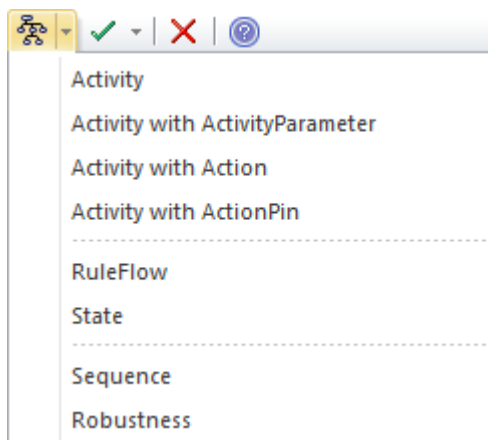 Activity
Activity with ActivityParameter
Activity with Action
Activity with ActionPin
RuleFlow
State
Sequence
Robustness